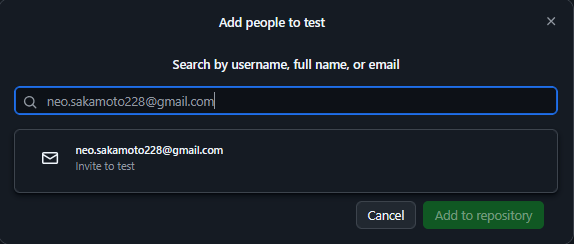 Add people to test
Search by username, full name, or email
neo.sakamoto228@gmail.com
neo.sakamoto228@gmail.com
Invite to test
Cancel
Add to repository